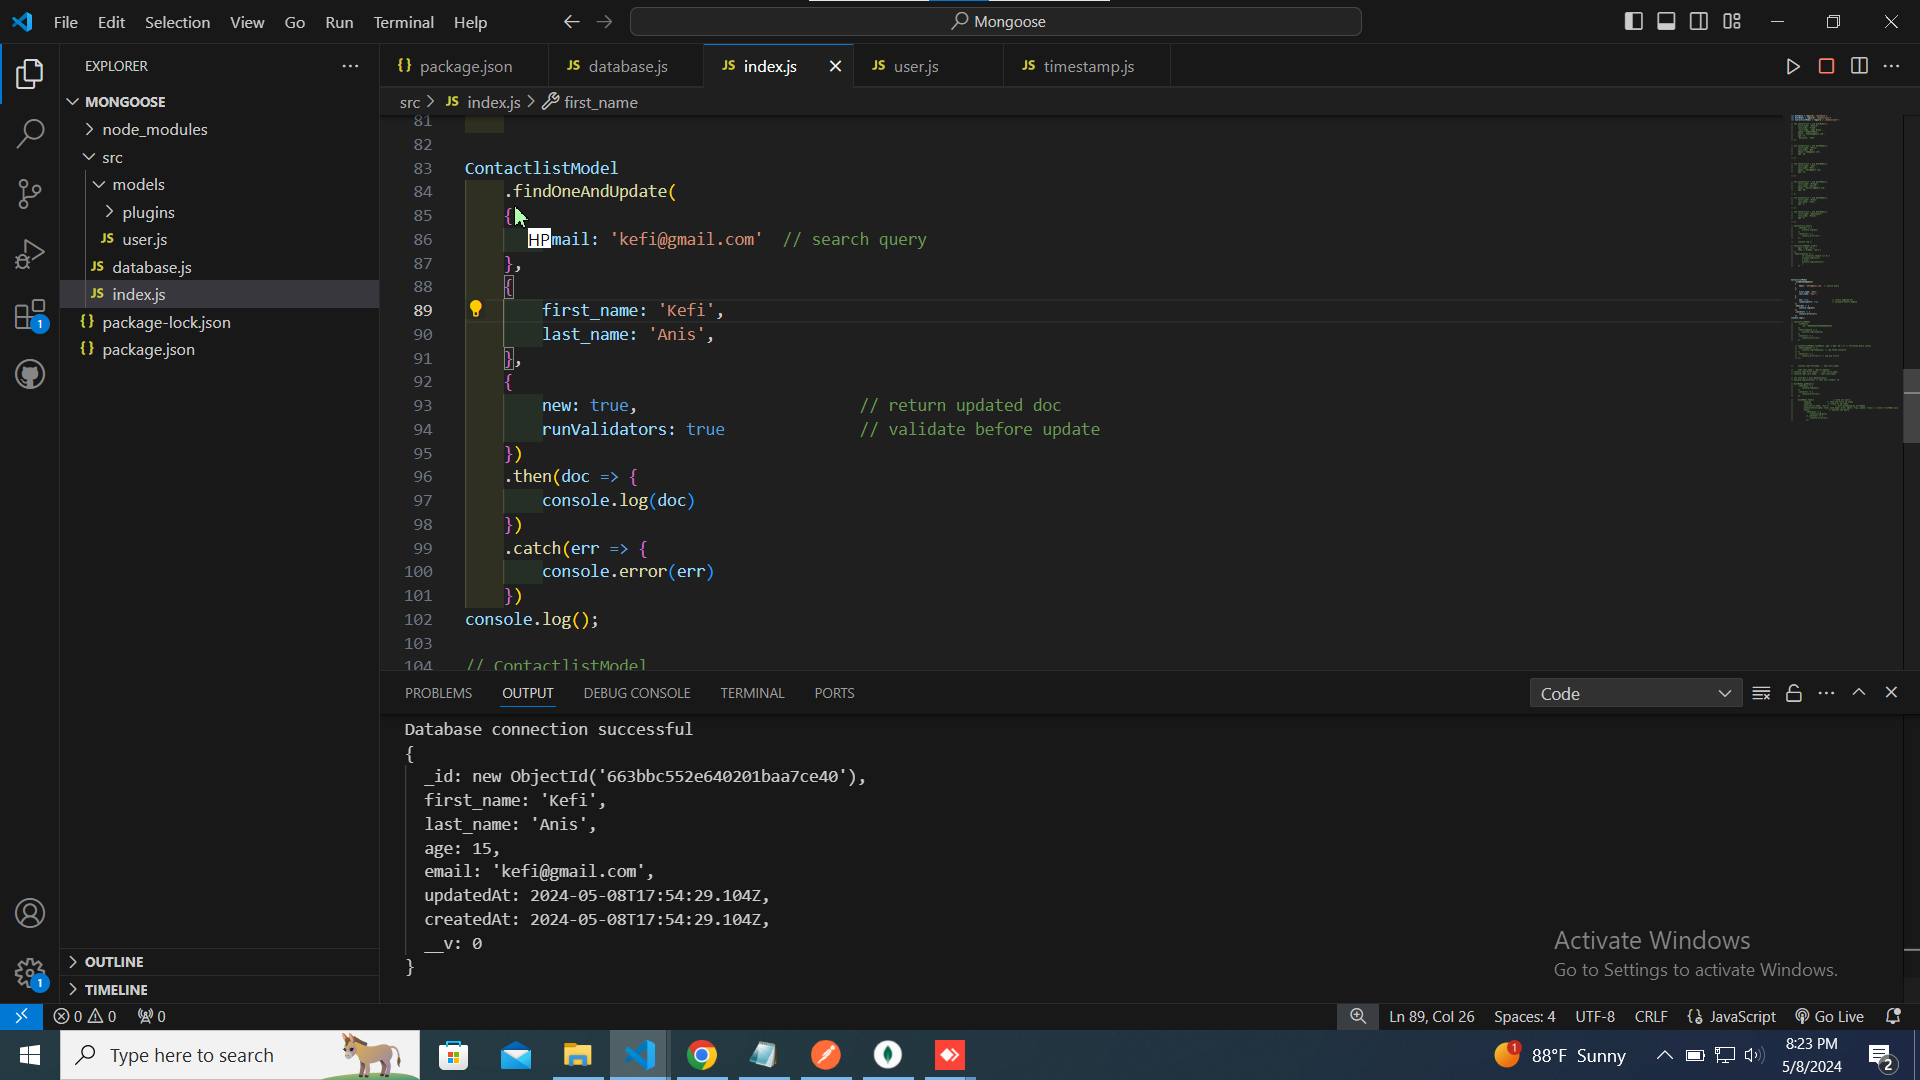 File Edit Selection View Go Run Terminal Help
Mongoose
EXPLORER
MONGOOSE
node_modules
src
models
plugins
JS user.js
JS database.js
JS index.js
{} package-lock.json
{} package.json
OUTLINE
TIMELINE
1
1
{} package.json JS database.js JS index.js JS user.js JS timestamp.js
src > JS index.js > first_name
81
82
83 ContactlistModel
84 .findOneAndUpdate(
85 {
86 HPmail: 'kefi@gmail.com' // search query
87 },
88 {
89 first_name: 'Kefi',
90 last_name: 'Anis',
91 },
92 {
93 new: true, // return updated doc
94 runValidators: true // validate before update
95 })
96 .then(doc => {
97 console.log(doc)
98 })
99 .catch(err => {
100 console.error(err)
101 })
102 console.log();
103
104 // ContactlistModel
PROBLEMS OUTPUT DEBUG CONSOLE TERMINAL PORTS Code
Database connection successful
{
_id: new ObjectId('663bbc552e640201baa7ce40'),
first_name: 'Kefi',
last_name: 'Anis',
age: 15,
email: 'kefi@gmail.com',
updatedAt: 2024-05-08T17:54:29.104Z,
createdAt: 2024-05-08T17:54:29.104Z,
__v: 0
}
Activate Windows
Go to Settings to activate Windows.
0 0 0 Ln 89, Col 26 Spaces: 4 UTF-8 CRLF {} JavaScript Go Live
Type here to search
1 88°F Sunny
8:23 PM
5/8/2024
2